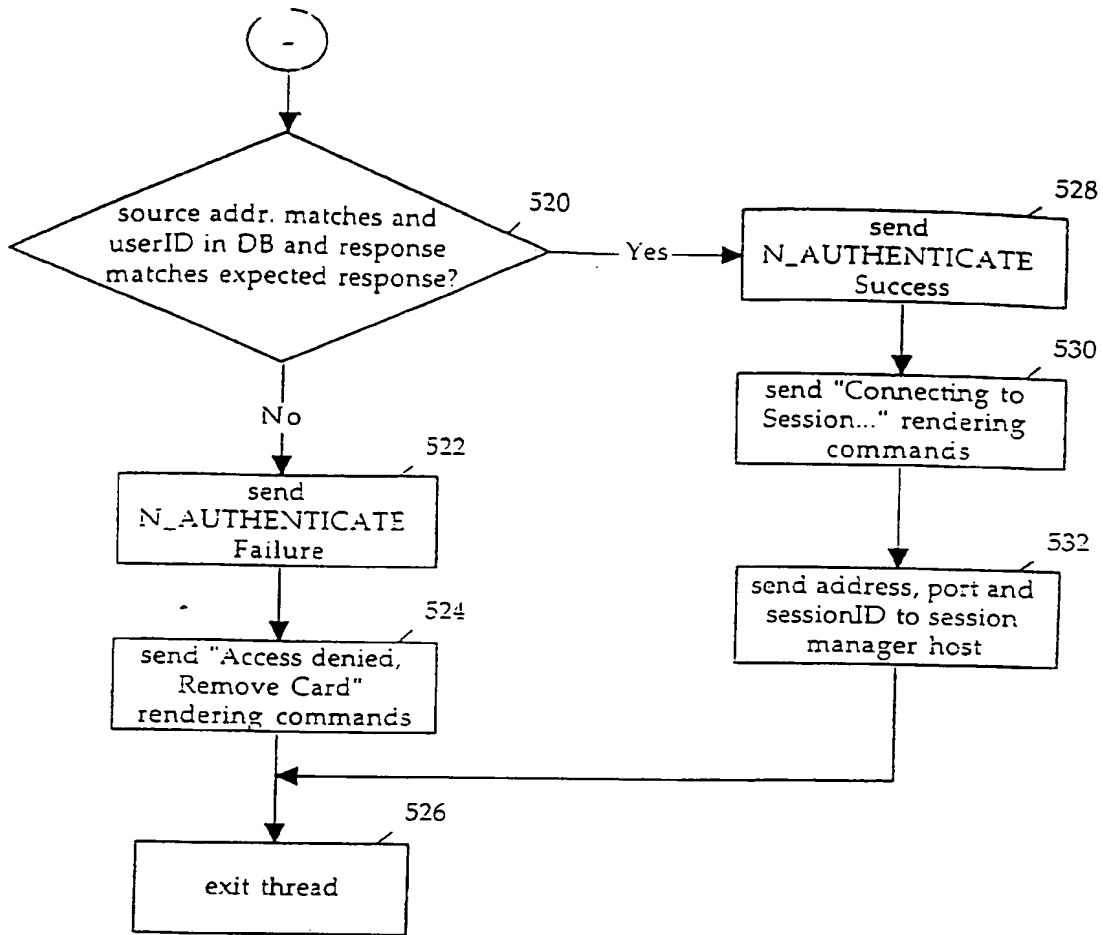 -
520
source addr. matches and
userID in DB and response
matches expected response?
Yes
528
send
N_AUTHENTICATE
Success
530
send "Connecting to
Session..." rendering
commands
532
send address, port and
sessionID to session
manager host
No
522
send
N_AUTHENTICATE
Failure
524
send "Access denied,
Remove Card"
rendering commands
526
exit thread